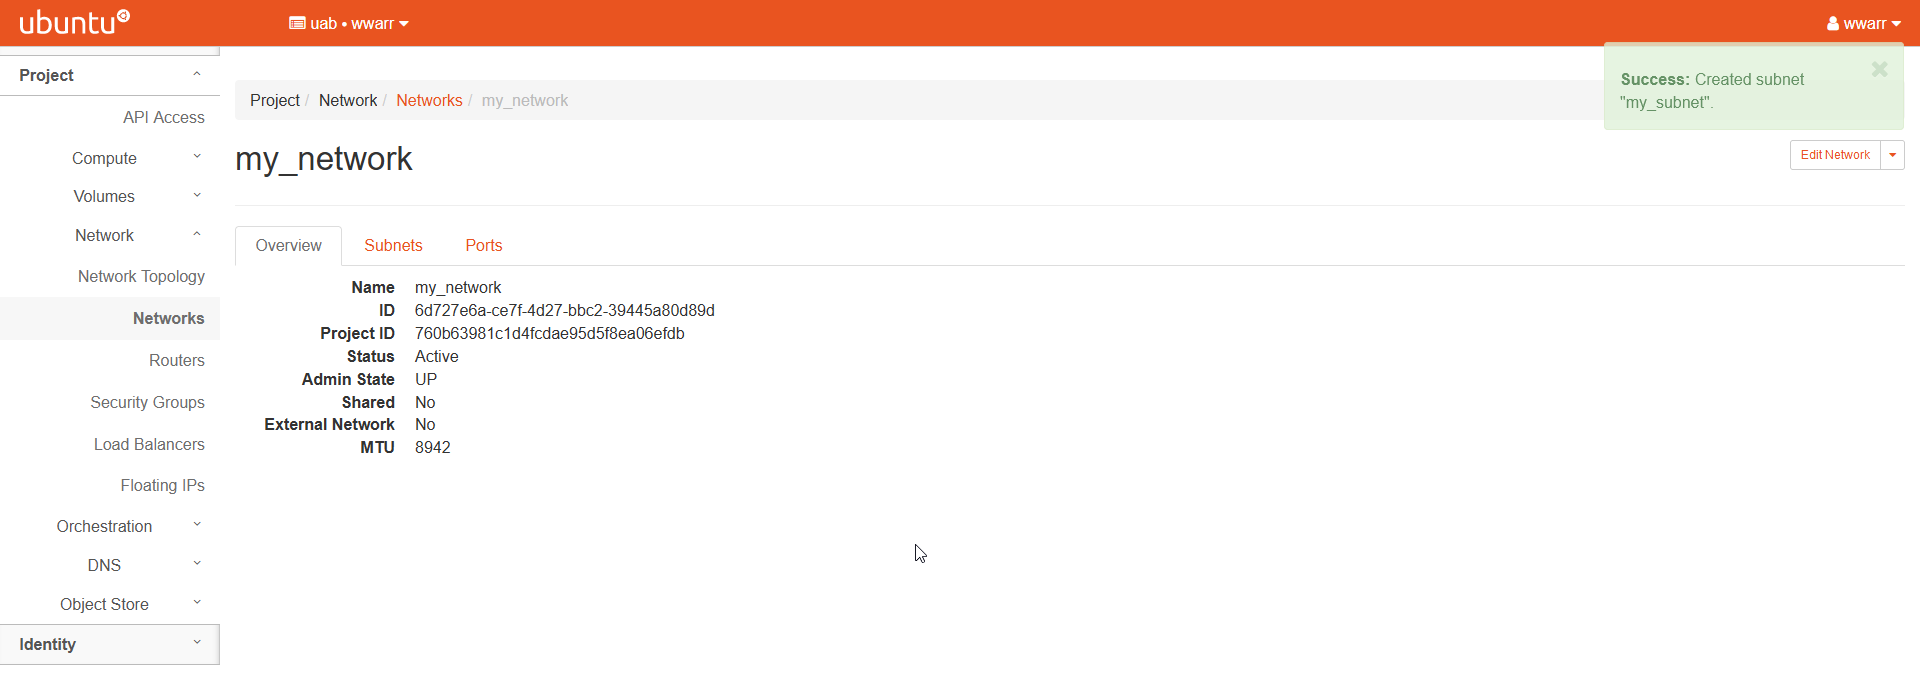 ubuntu
uab • wwarr
wwarr
Project
API Access
Compute
Volumes
Network
Network Topology
Networks
Routers
Security Groups
Load Balancers
Floating IPs
Orchestration
DNS
Object Store
Identity
Project / Network / Networks / my_network
Success: Created subnet
"my_subnet".
my_network
Edit Network
Overview Subnets Ports
Name my_network
ID 6d727e6a-ce7f-4d27-bbc2-39445a80d89d
Project ID 760b63981c1d4fcdae95d5f8ea06efdb
Status Active
Admin State UP
Shared No
External Network No
MTU 8942